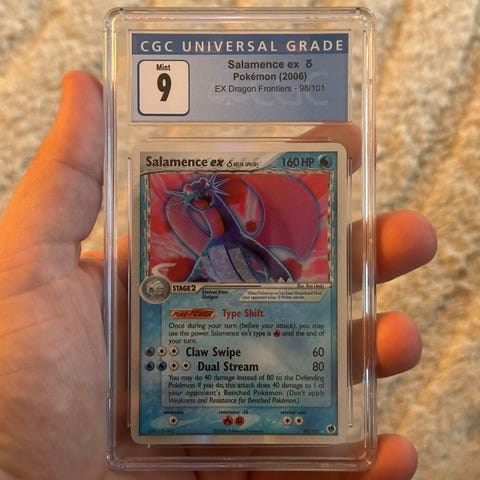 CGC UNIVERSAL GRADE
Mint
9
Salamence ex δ
Pokémon (2006)
EX Dragon Frontiers - 98/101
Salamence ex δ DELTA SPECIES 160 HP
STAGE 2
Evolves from Shelgon
Poké-POWER Type Shift
Once during your turn (before your attack), you may
use this power. Salamence ex's type is until the end of
your turn.
Claw Swipe 60
Dual Stream 80
You may do 40 damage instead of 80 to the Defending
Pokémon. If you do, this attack does 40 damage to 1 of
your opponent's Benched Pokémon. (Don't apply
Weakness and Resistance for Benched Pokémon.)
weakness resistance -30 retreat cost
98/101